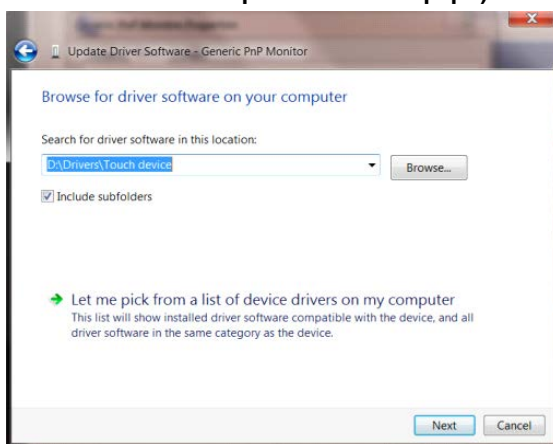 Update Driver Software - Generic PnP Monitor
Browse for driver software on your computer
Search for driver software in this location:
D:\Drivers\Touch device
Browse...
Include subfolders
Let me pick from a list of device drivers on my computer
This list will show installed driver software compatible with the device, and all
driver software in the same category as the device.
Next Cancel